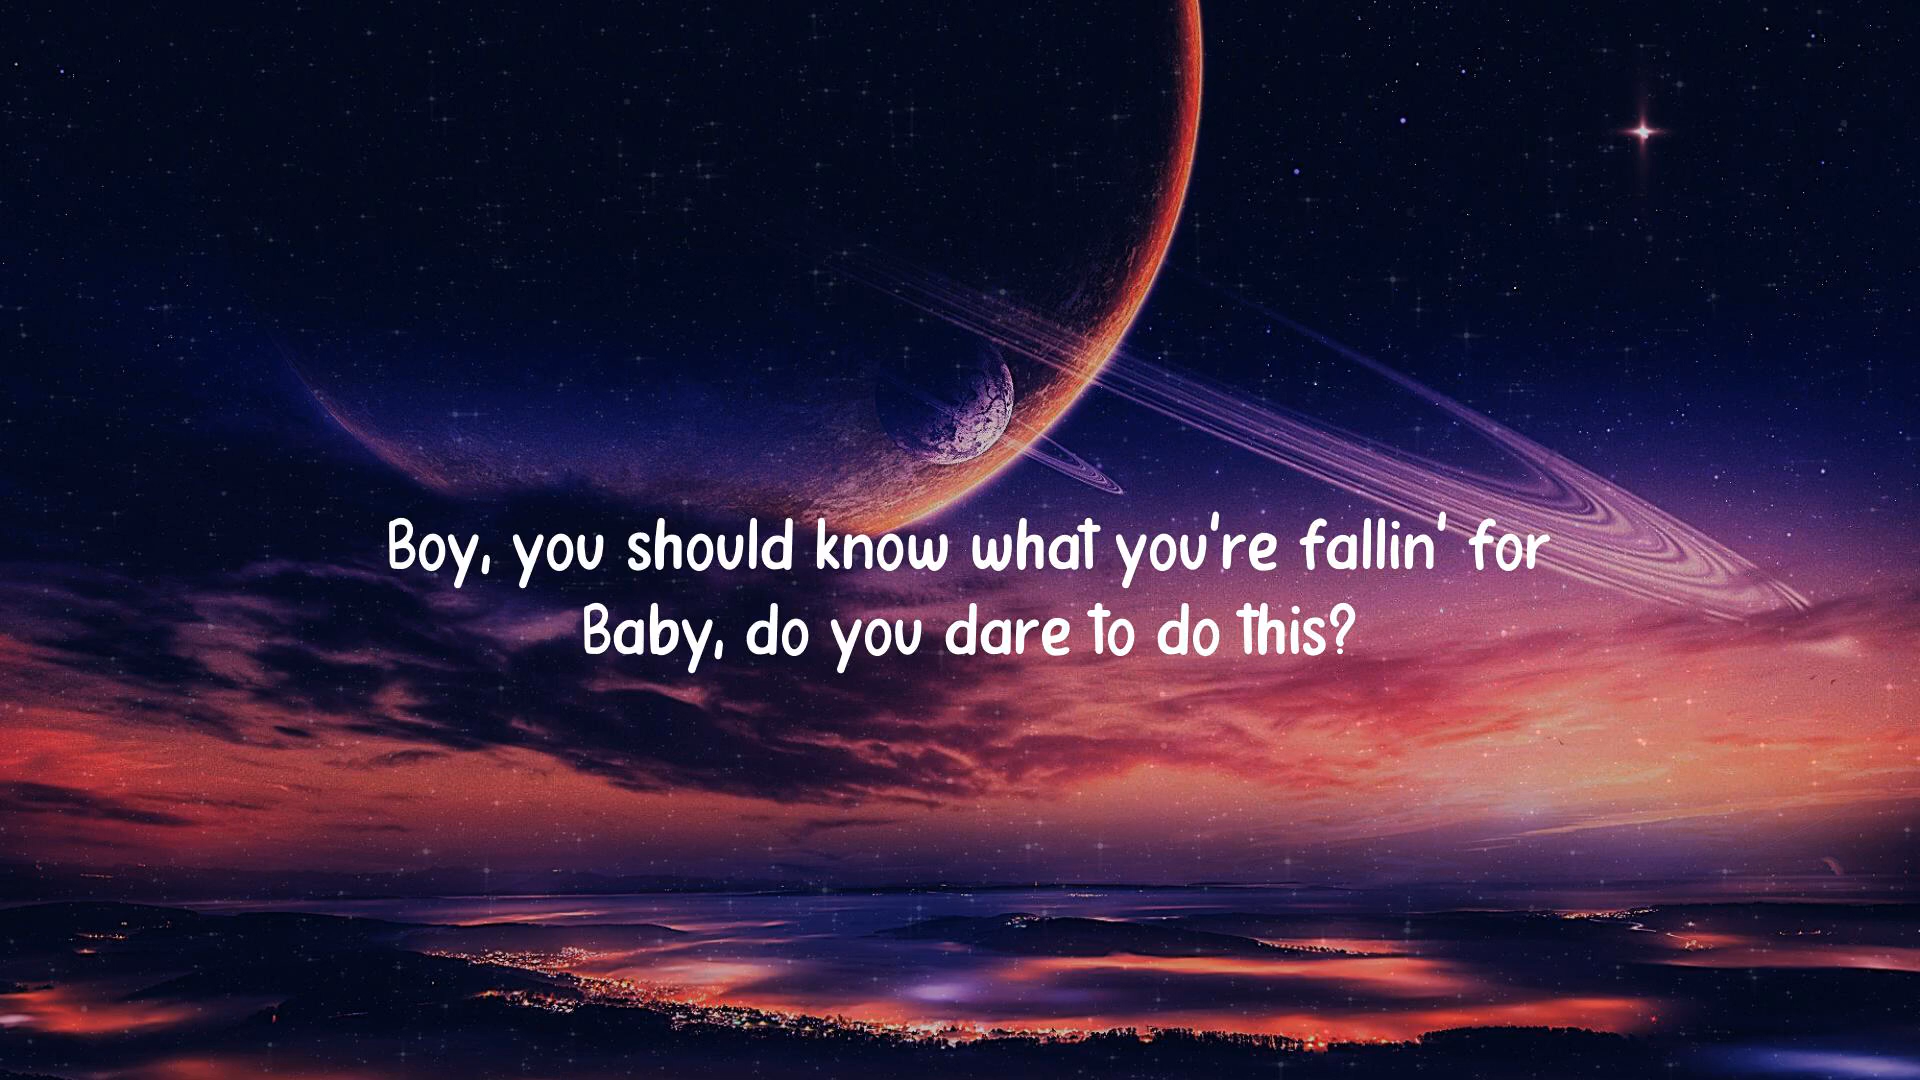 Boy, you should know what you're fallin' for
Baby, do you dare to do this?